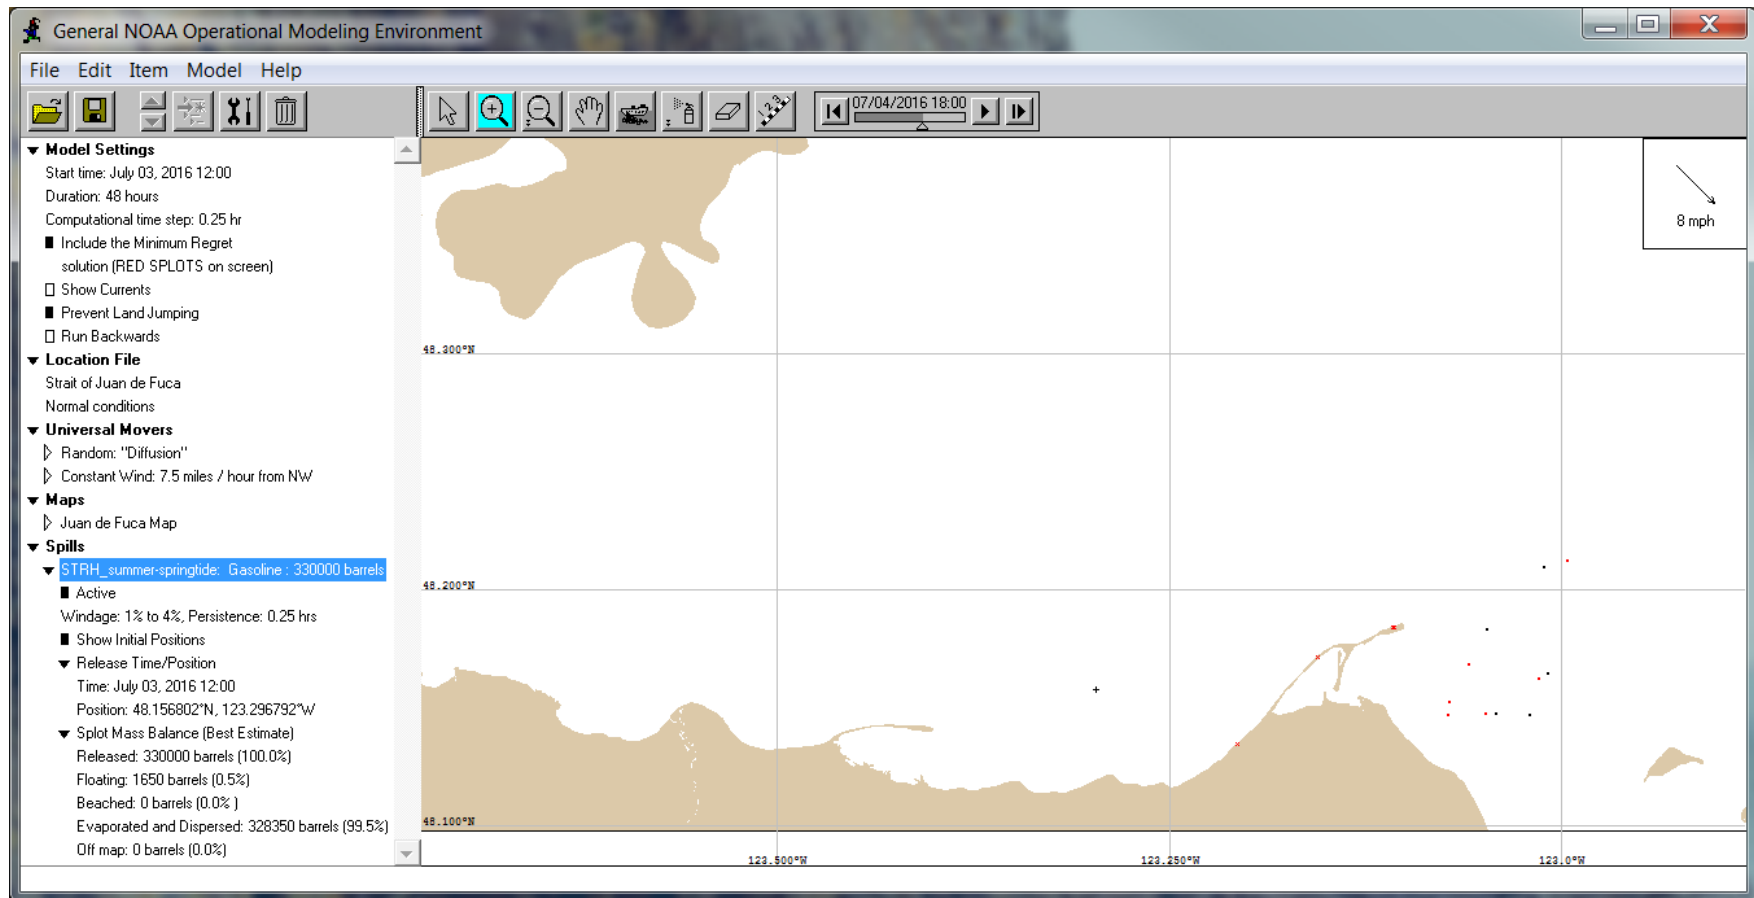 General NOAA Operational Modeling Environment
File Edit Item Model Help
07/04/2016 18:00
Model Settings
Start time: July 03, 2016 12:00
Duration: 48 hours
Computational time step: 0.25 hr
Include the Minimum Regret
solution (RED SPLOTS on screen)
Show Currents
Prevent Land Jumping
Run Backwards
Location File
Strait of Juan de Fuca
Normal conditions
Universal Movers
Random: "Diffusion"
Constant Wind: 7.5 miles / hour from NW
Maps
Juan de Fuca Map
Spills
STRH_summer-springtide: Gasoline : 330000 barrels
Active
Windage: 1% to 4%, Persistence: 0.25 hrs
Show Initial Positions
Release Time/Position
Time: July 03, 2016 12:00
Position: 48.156802°N, 123.296792°W
Splot Mass Balance (Best Estimate)
Released: 330000 barrels (100.0%)
Floating: 1650 barrels (0.5%)
Beached: 0 barrels (0.0% )
Evaporated and Dispersed: 328350 barrels (99.5%)
Off map: 0 barrels (0.0%)
8 mph
48.300°N
48.200°N
48.100°N
123.500°W
123.250°W
123.0°W